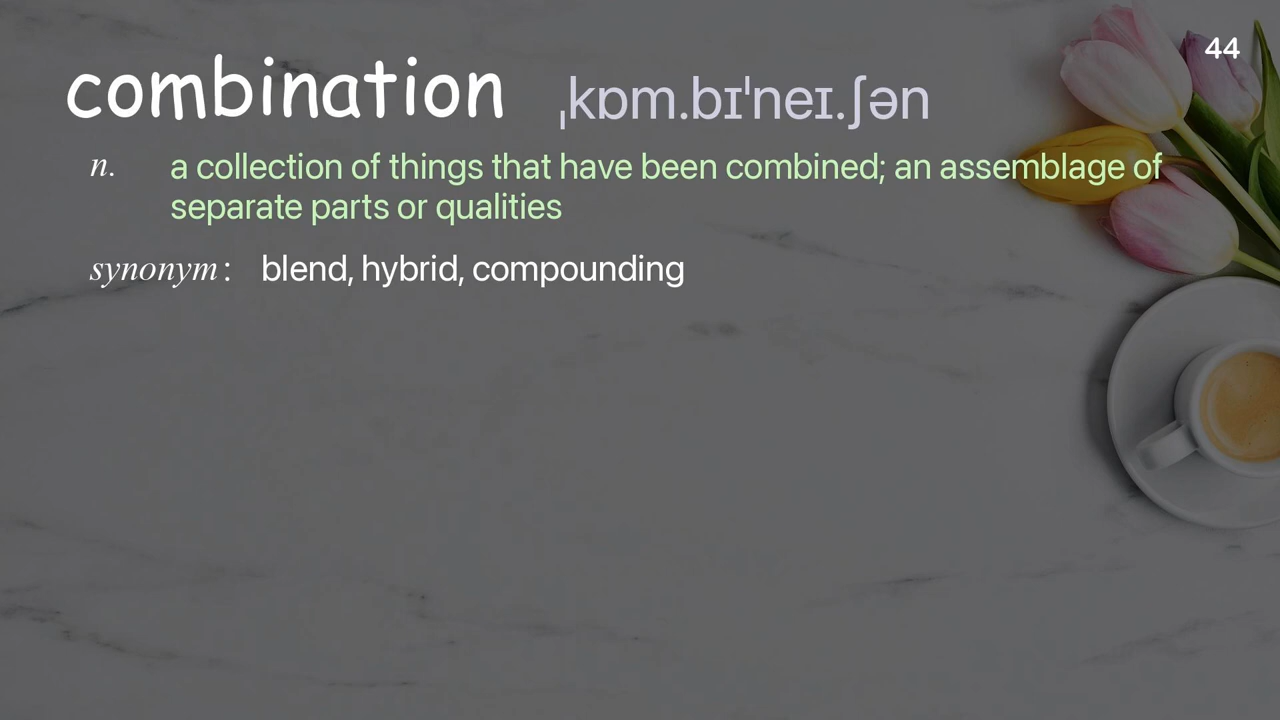 44
combination ˌkɒm.bɪˈneɪ.ʃən
n. a collection of things that have been combined; an assemblage of
separate parts or qualities
synonym: blend, hybrid, compounding